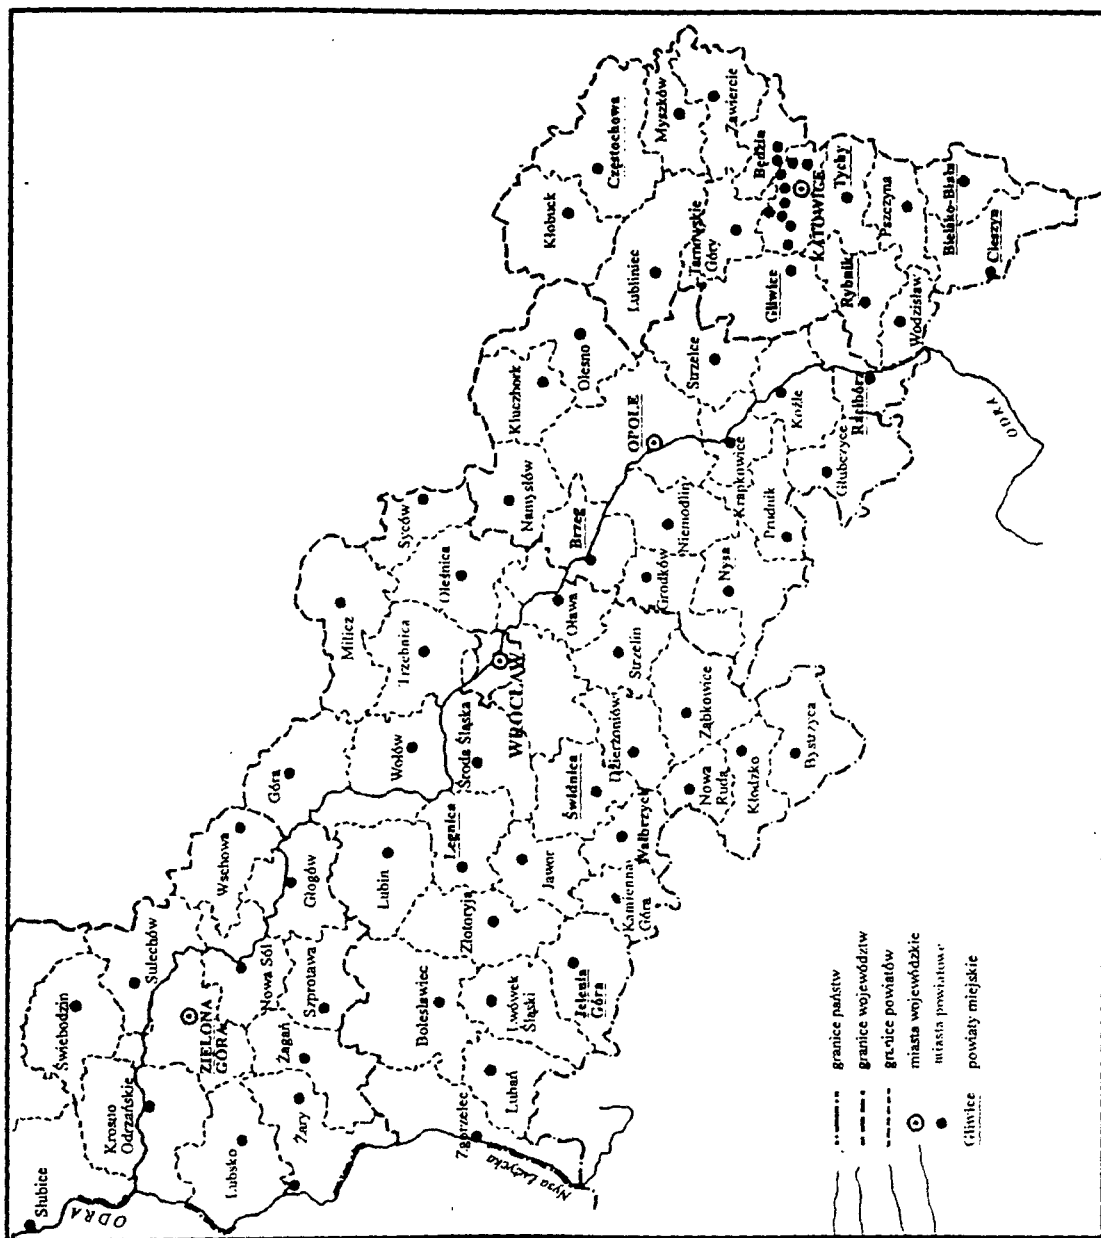 Słubice
ODRA
Krosno
Odrzańskie
Świebodzin
Sulechów
ZIELONA
GÓRA
Lubsko
Żary
Żagań
Nowa Sól
Szprotawa
Wschowa
Głogów
Góra
Zgorzelec
Nysa Łużycka
Lubań
Bolesławiec
Lwówek
Śląski
Jelenia
Góra
Złotoryja
Lubin
Legnica
Jawor
Kamienna
Góra
Wałbrzych
Świdnica
Dzierżoniów
Środa Śląska
Wołów
WROCŁAW
Trzebnica
Milicz
Oleśnica
Syców
Oława
Strzelin
Ząbkowice
Nowa
Ruda
Kłodzko
Bystrzyca
Namysłów
Brzeg
Grodków
Niemodlin
Nysa
Prudnik
Krapkowice
OPOLE
Kluczbork
Olesno
Strzelce
Koźle
Głubczyce
Racibórz
ODRA
Kłobuck
Częstochowa
Myszków
Zawiercie
Lubliniec
Tarnowskie
Góry
Będzin
Gliwice
KATOWICE
Tychy
Rybnik
Pszczyna
Wodzisław
Bielsko-Biała
Cieszyn
granice państw
granice województw
granice powiatów
miasta wojewódzkie
miasta powiatowe
Gliwice powiaty miejskie